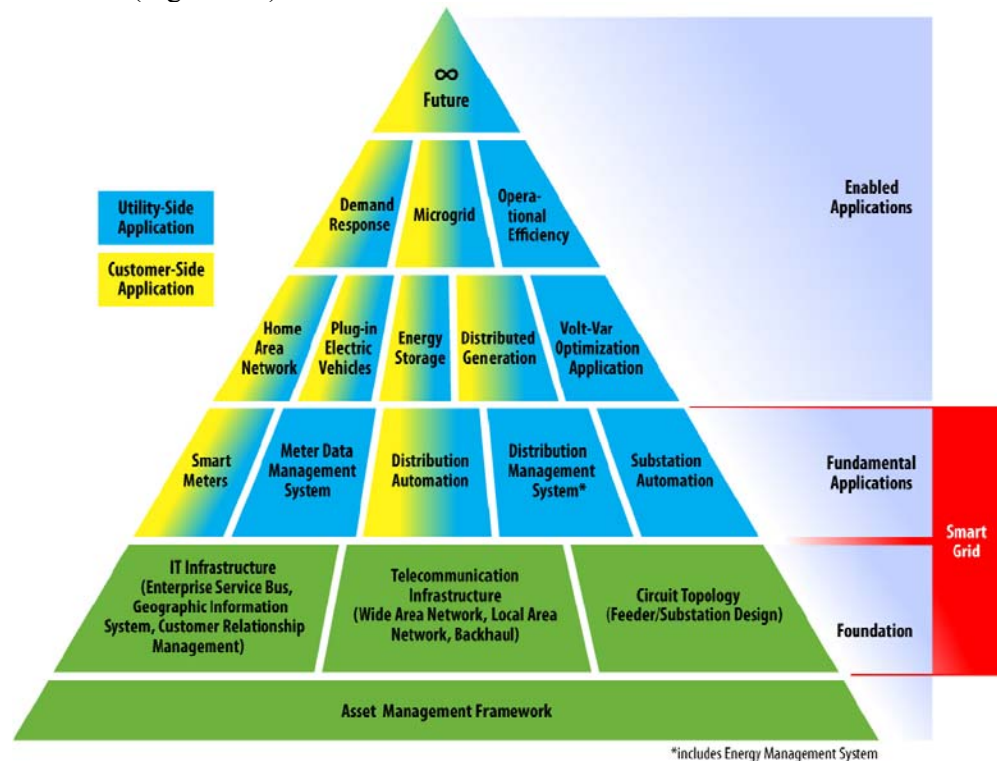 ∞
Future
Utility-Side
Application
Customer-Side
Application
Demand
Response
Microgrid
Opera-
tional
Efficiency
Enabled
Applications
Home
Area
Network
Plug-in
Electric
Vehicles
Energy
Storage
Distributed
Generation
Volt-Var
Optimization
Application
Smart
Meters
Meter Data
Management
System
Distribution
Automation
Distribution
Management
System*
Substation
Automation
Fundamental
Applications
Smart
Grid
IT Infrastructure
(Enterprise Service Bus,
Geographic Information
System, Customer Relationship
Management)
Telecommunication
Infrastructure
(Wide Area Network, Local Area
Network, Backhaul)
Circuit Topology
(Feeder/Substation Design)
Foundation
Asset Management Framework
*includes Energy Management System